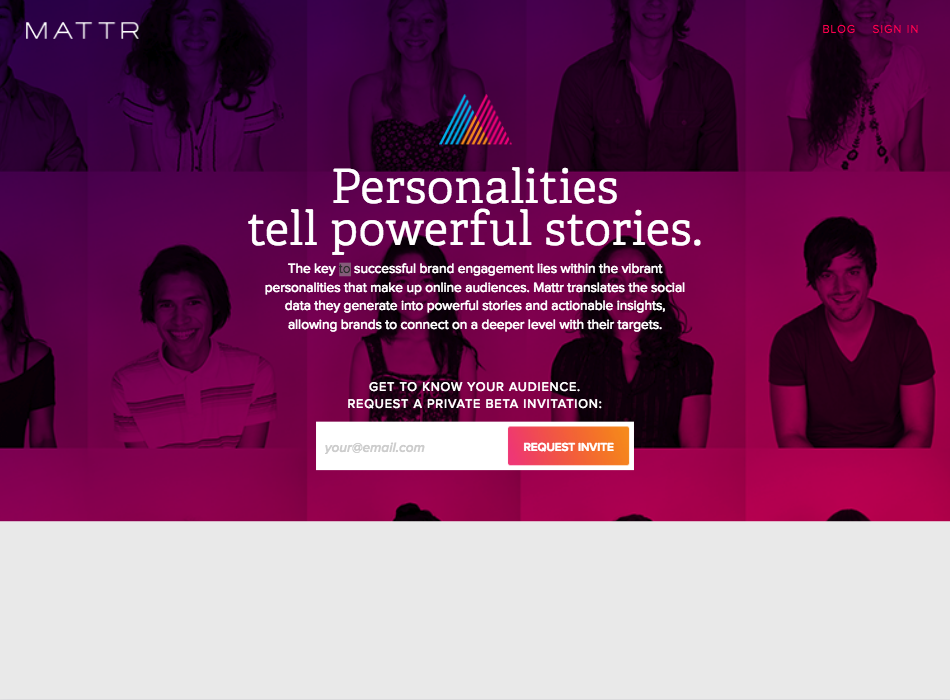 MATTR
BLOG SIGN IN
Personalities
tell powerful stories.
The key to successful brand engagement lies within the vibrant
personalities that make up online audiences. Mattr translates the social
data they generate into powerful stories and actionable insights,
allowing brands to connect on a deeper level with their targets.
GET TO KNOW YOUR AUDIENCE.
REQUEST A PRIVATE BETA INVITATION:
your@email.com REQUEST INVITE